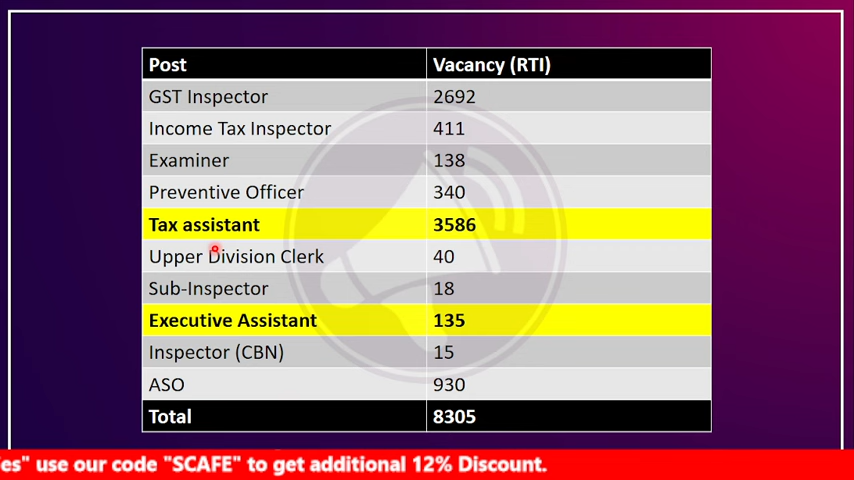 Post Vacancy (RTI)
GST Inspector 2692
Income Tax Inspector 411
Examiner 138
Preventive Officer 340
Tax assistant 3586
Upper Division Clerk 40
Sub-Inspector 18
Executive Assistant 135
Inspector (CBN) 15
ASO 930
Total 8305
use our code "SCAFE" to get additional 12% Discount.